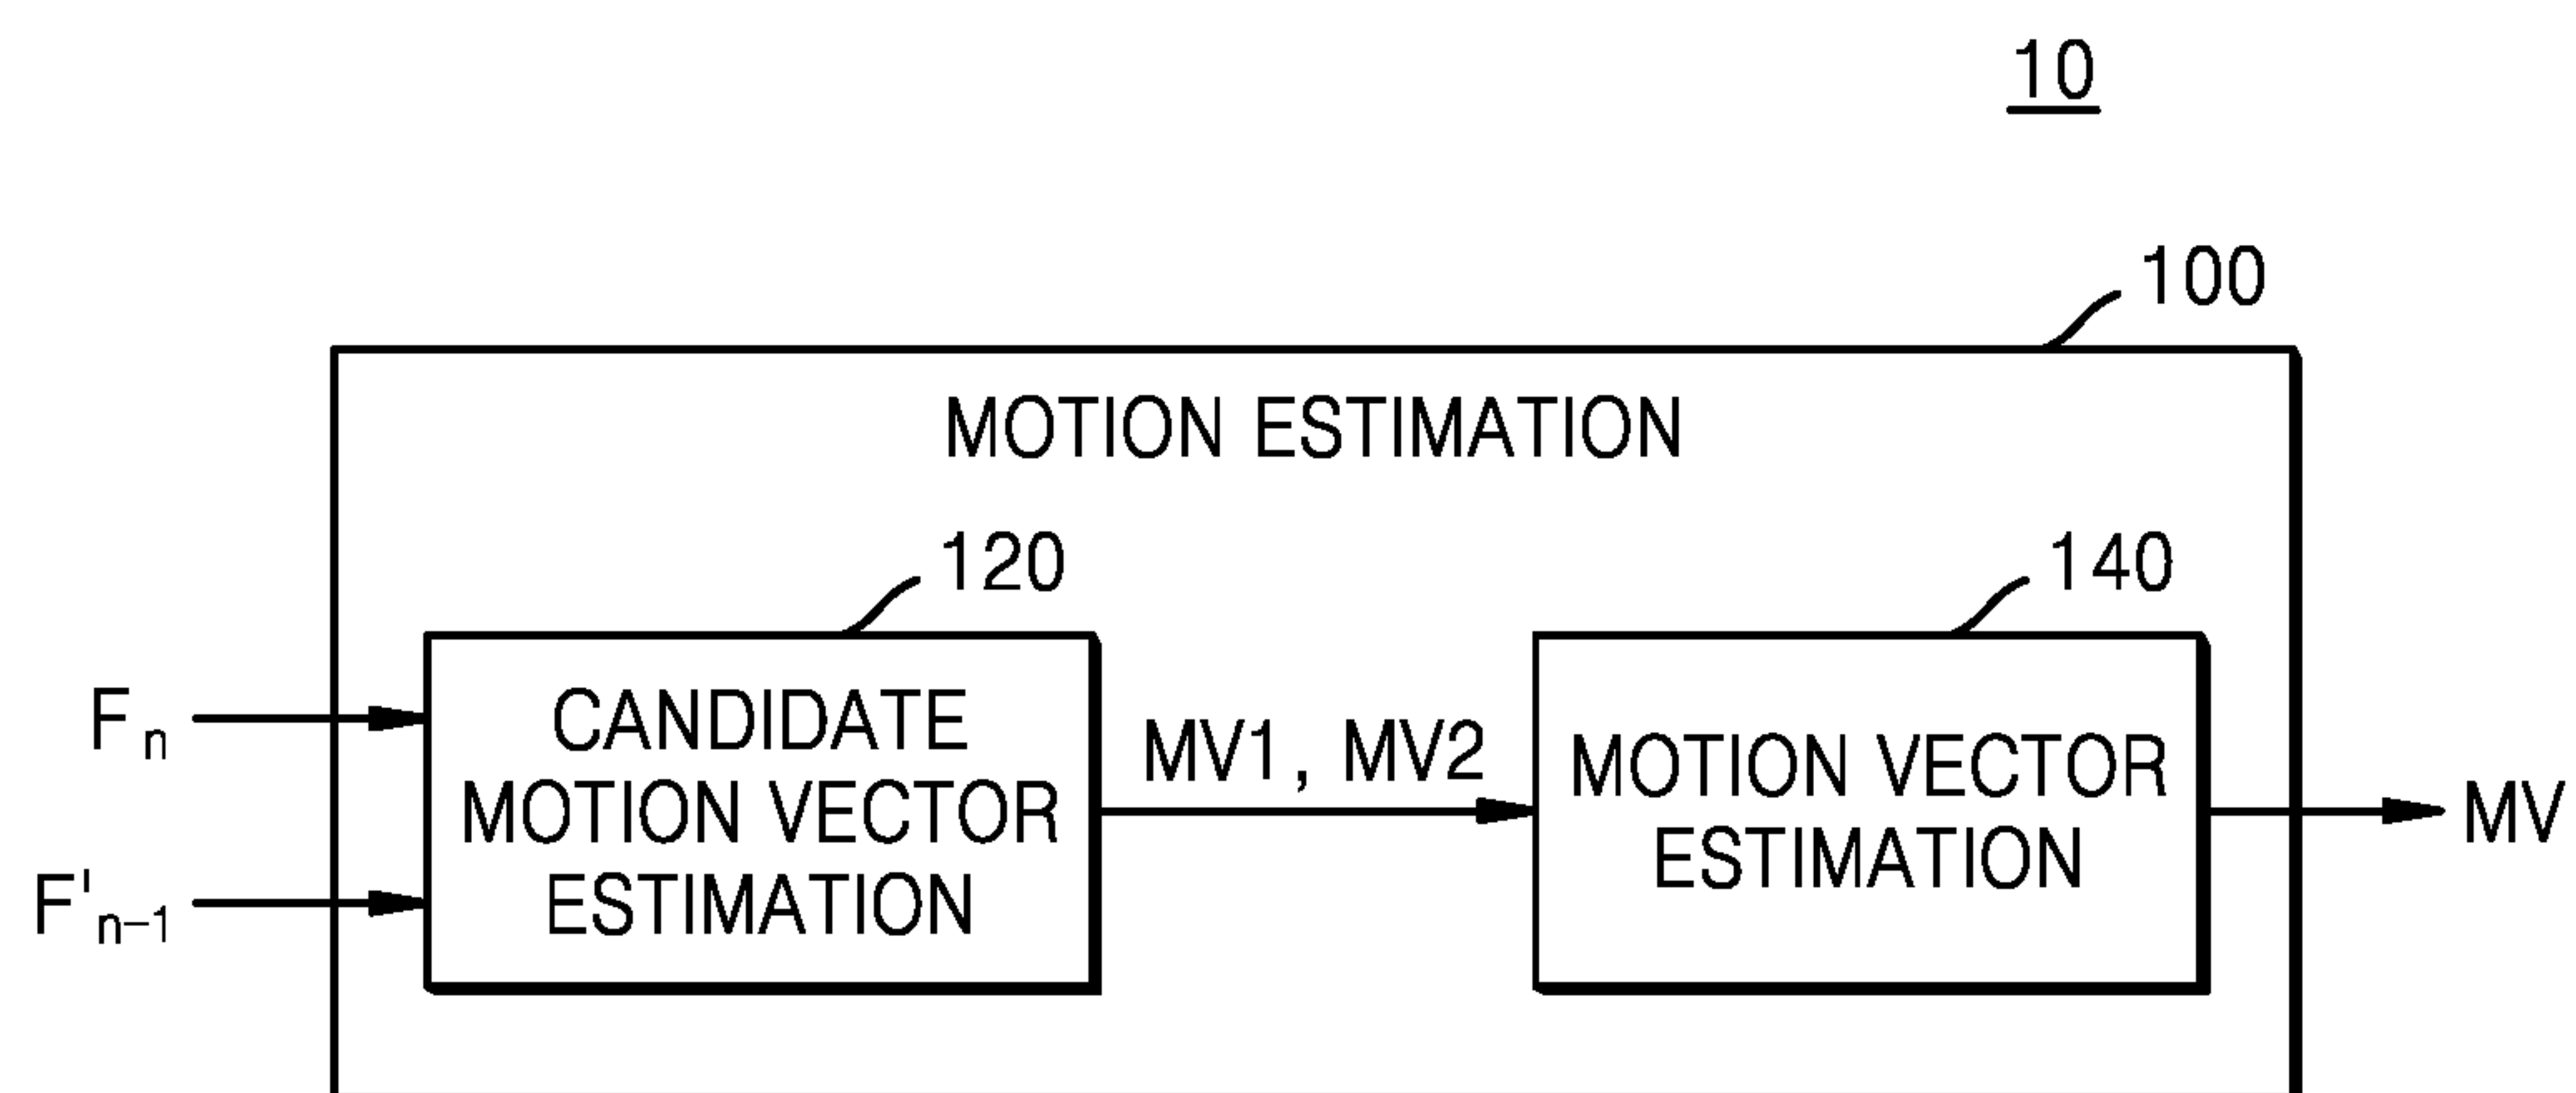 10
100
MOTION ESTIMATION
120
140
Fn
F'n-1
CANDIDATE
MOTION VECTOR
ESTIMATION
MV1, MV2
MOTION VECTOR
ESTIMATION
MV